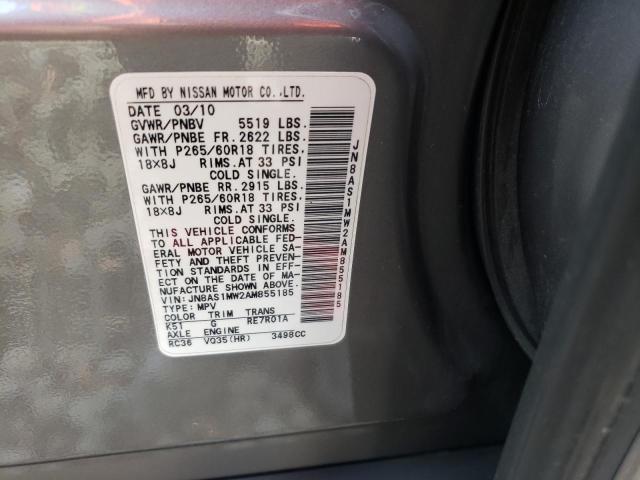 MFD BY NISSAN MOTOR CO.,LTD.
DATE 03/10
GVWR/PNBV 5519 LBS.
GAWR/PNBE FR.2622 LBS.
WITH P265/60R18 TIRES.
18×8J RIMS.AT 33 PSI
COLD SINGLE.
GAWR/PNBE RR.2915 LBS.
WITH P265/60R18 TIRES.
18×8J RIMS.AT 33 PSI
COLD SINGLE.
THIS VEHICLE CONFORMS
TO ALL APPLICABLE FED-
ERAL MOTOR VEHICLE SA-
FETY AND THEFT PREVEN-
TION STANDARDS IN EFF-
ECT ON THE DATE OF MA-
NUFACTURE SHOWN ABOVE.
VIN:JN8AS1MW2AM855185
TYPE:MPV
COLOR TRIM TRANS
K51 G RE7R01A
AXLE ENGINE
RC36 VQ35(HR) 3498CC
JN8AS1MW2AM855185